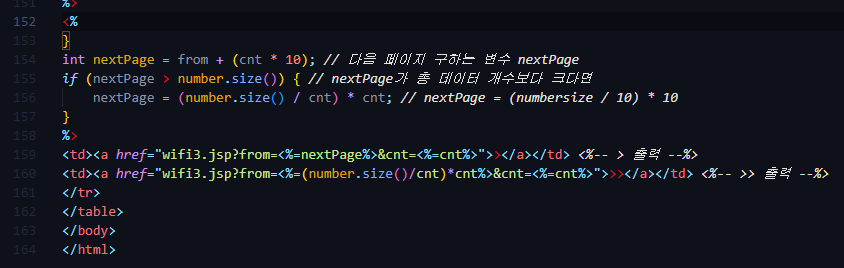 151 %>
152 <%
153 }
154 int nextPage = from + (cnt * 10); // 다음 페이지 구하는 변수 nextPage
155 if (nextPage > number.size()) { // nextPage가 총 데이터 개수보다 크다면
156 nextPage = (number.size() / cnt) * cnt; // nextPage = (numbersize / 10) * 10
157 }
158 %>
159 <td><a href="wifi3.jsp?from=<%=nextPage%>&cnt=<%=cnt%>">></a></td> <%-- > 출력 --%>
160 <td><a href="wifi3.jsp?from=<%=(number.size()/cnt)*cnt%>&cnt=<%=cnt%>">>></a></td> <%-- >> 출력 --%>
161 </tr>
162 </table>
163 </body>
164 </html>